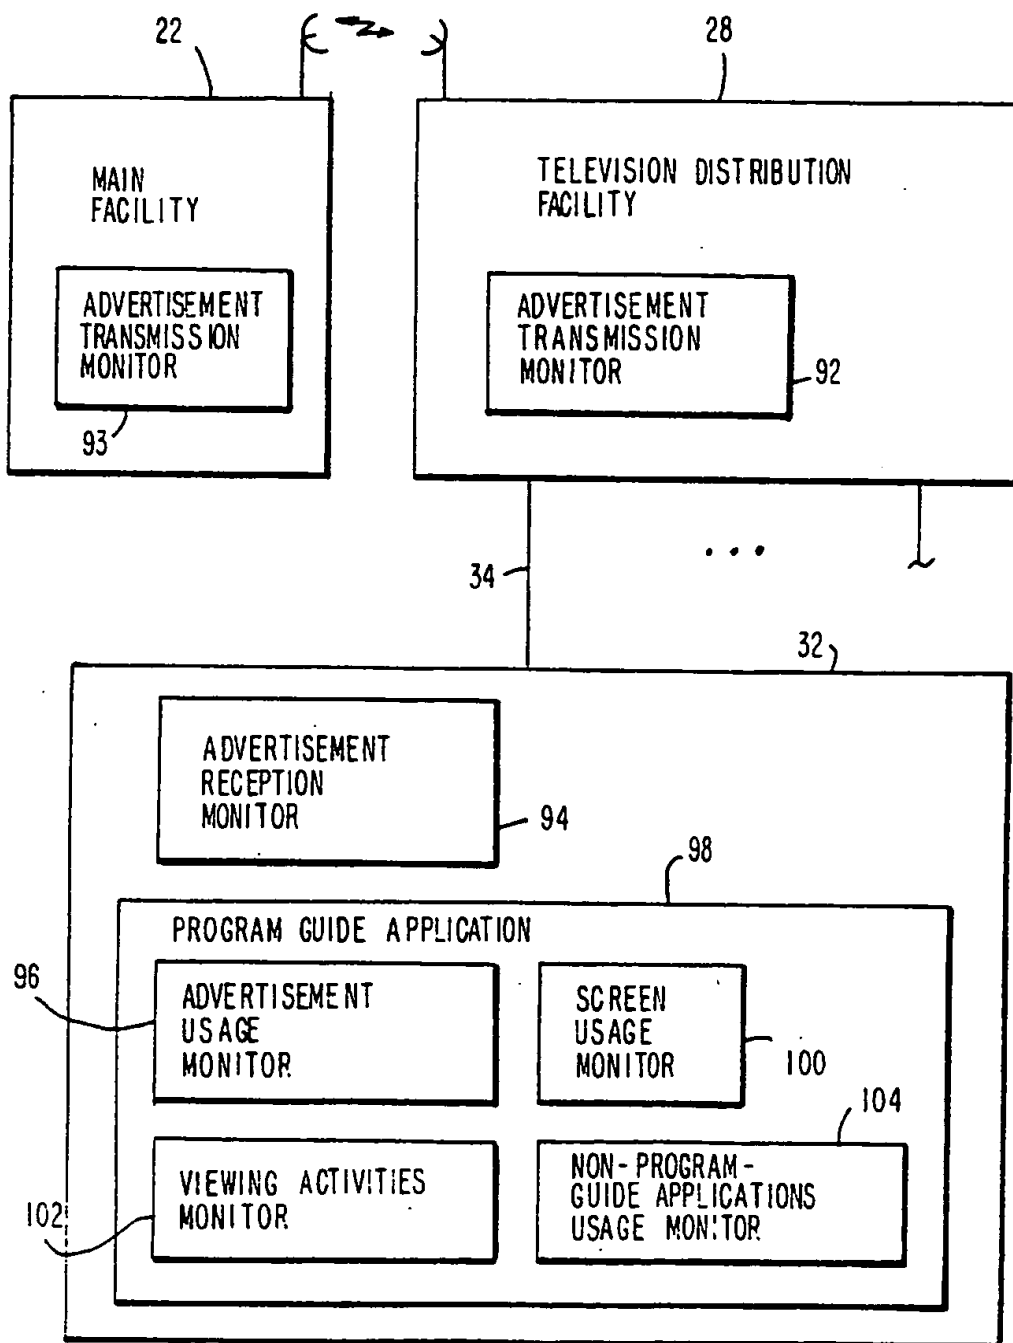 22
28
MAIN
FACILITY
TELEVISION DISTRIBUTION
FACILITY
ADVERTISEMENT
TRANSMISSION
MONITOR
93
ADVERTISEMENT
TRANSMISSION
MONITOR
92
34
...
32
ADVERTISEMENT
RECEPTION
MONITOR
94
98
PROGRAM GUIDE APPLICATION
96
ADVERTISEMENT
USAGE
MONITOR
SCREEN
USAGE
MONITOR
100
104
VIEWING ACTIVITIES
MONITOR
102
NON-PROGRAM-
GUIDE APPLICATIONS
USAGE MONITOR